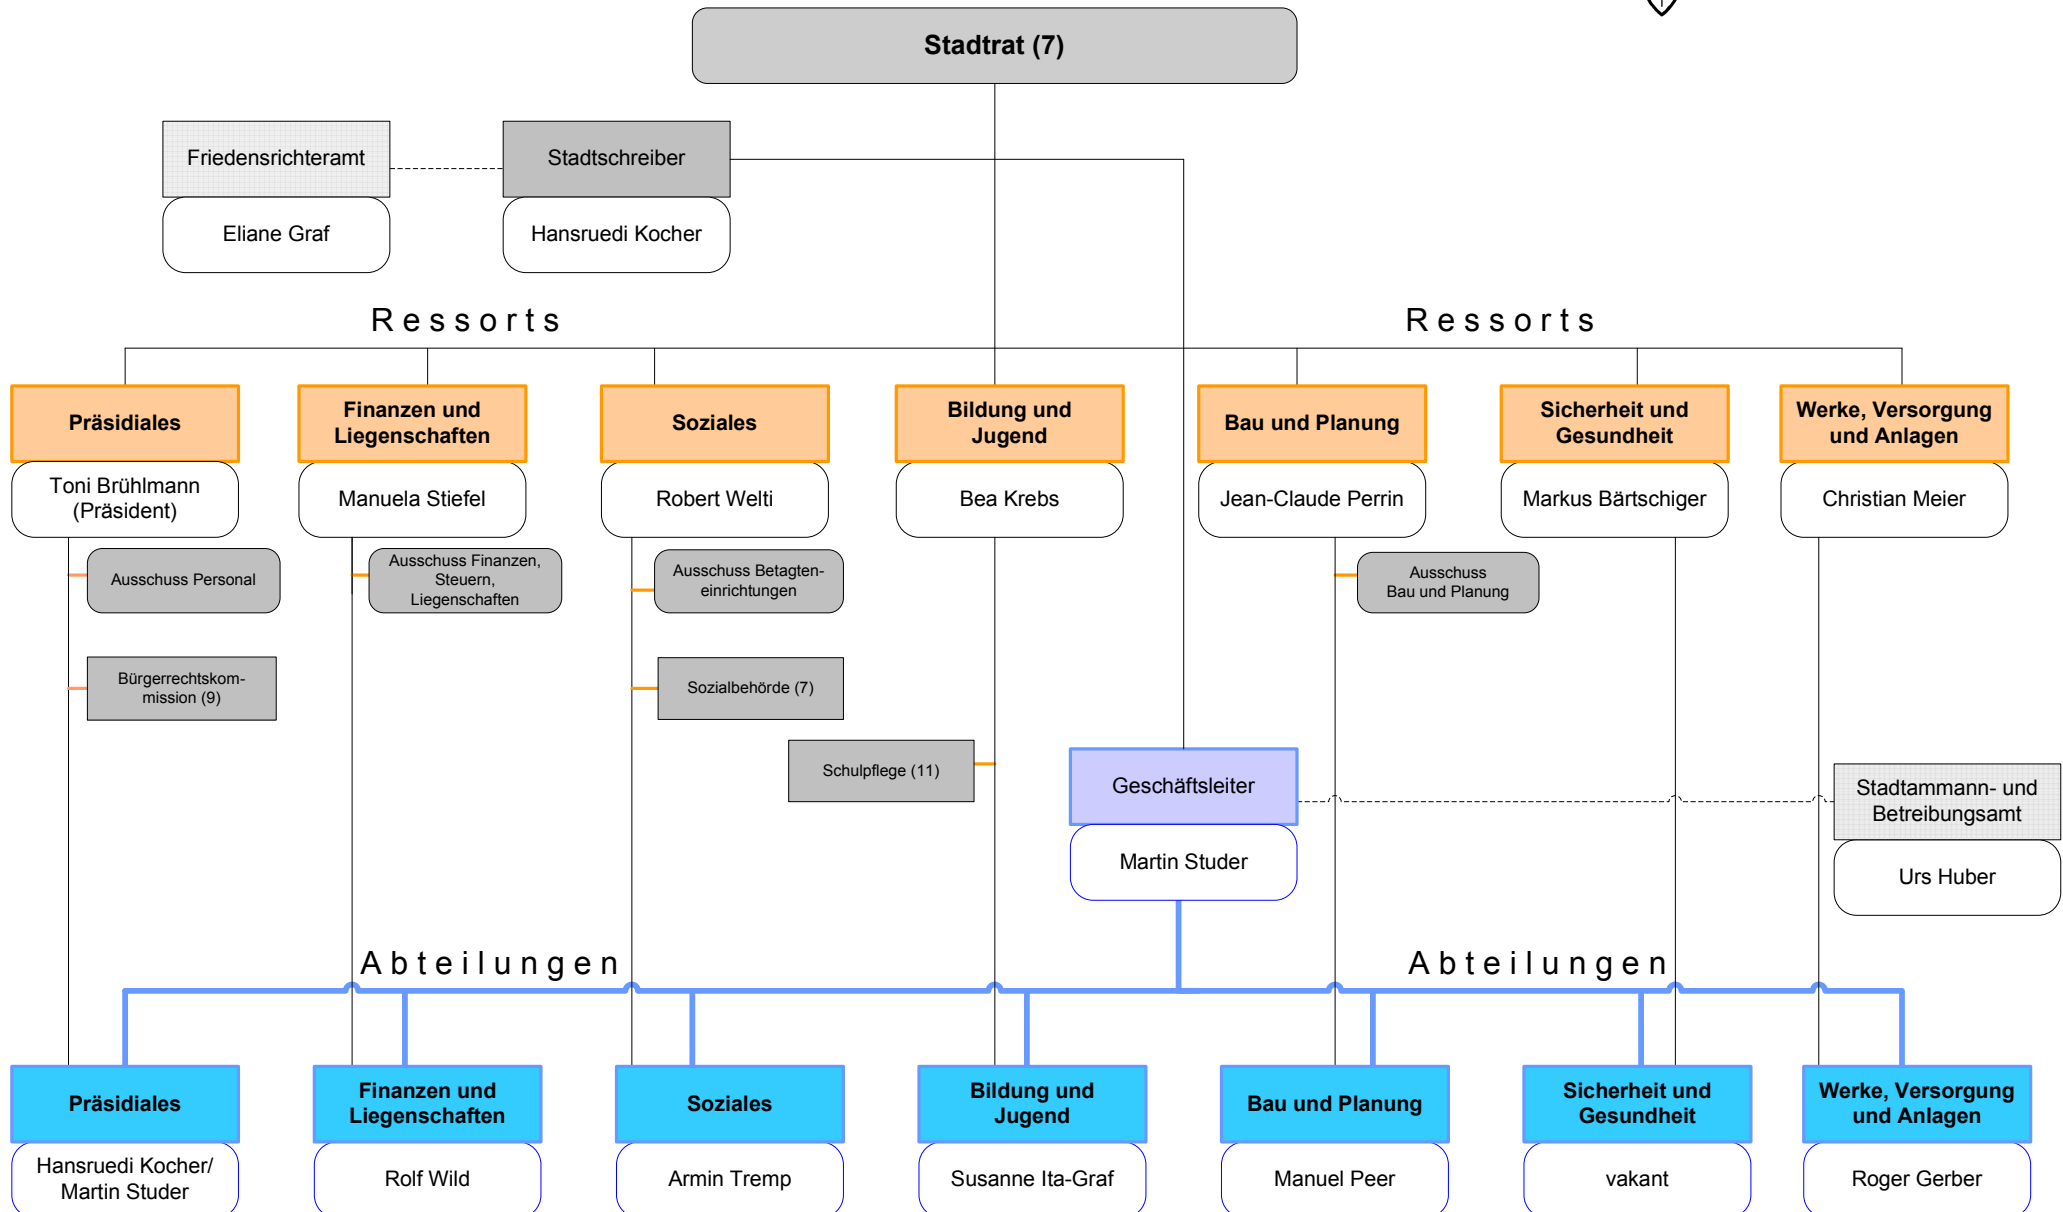 Stadtrat (7)
Friedensrichteramt
Eliane Graf
Stadtschreiber
Hansruedi Kocher
Ressorts
Ressorts
Präsidiales
Toni Brühlmann
(Präsident)
Finanzen und
Liegenschaften
Manuela Stiefel
Soziales
Robert Welti
Bildung und
Jugend
Bea Krebs
Bau und Planung
Jean-Claude Perrin
Sicherheit und
Gesundheit
Markus Bärtschiger
Werke, Versorgung
und Anlagen
Christian Meier
Ausschuss Personal
Ausschuss Finanzen,
Steuern,
Liegenschaften
Ausschuss Betagten-
einrichtungen
Ausschuss
Bau und Planung
Bürgerrechtskom-
mission (9)
Sozialbehörde (7)
Schulpflege (11)
Geschäftsleiter
Martin Studer
Stadtammann- und
Betreibungsamt
Urs Huber
Abteilungen
Abteilungen
Präsidiales
Hansruedi Kocher/
Martin Studer
Finanzen und
Liegenschaften
Rolf Wild
Soziales
Armin Tremp
Bildung und
Jugend
Susanne Ita-Graf
Bau und Planung
Manuel Peer
Sicherheit und
Gesundheit
vakant
Werke, Versorgung
und Anlagen
Roger Gerber